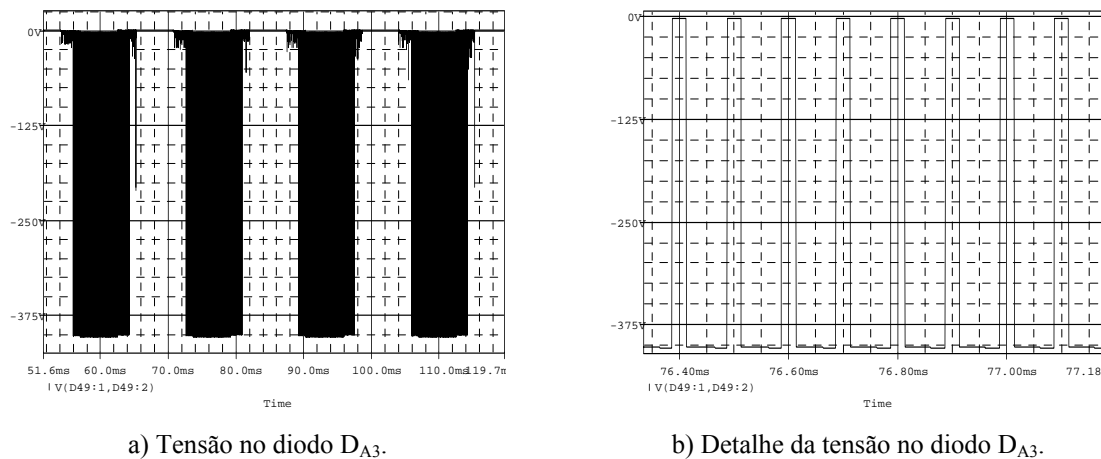 0V
-125V
-250V
-375V
51.6ms 60.0ms 70.0ms 80.0ms 90.0ms 100.0ms 110.0ms 119.7m
V(D49:1,D49:2)
Time
a) Tensão no diodo DA3.
0V
-125V
-250V
-375V
76.40ms 76.60ms 76.80ms 77.00ms 77.18
V(D49:1,D49:2)
Time
b) Detalhe da tensão no diodo DA3.